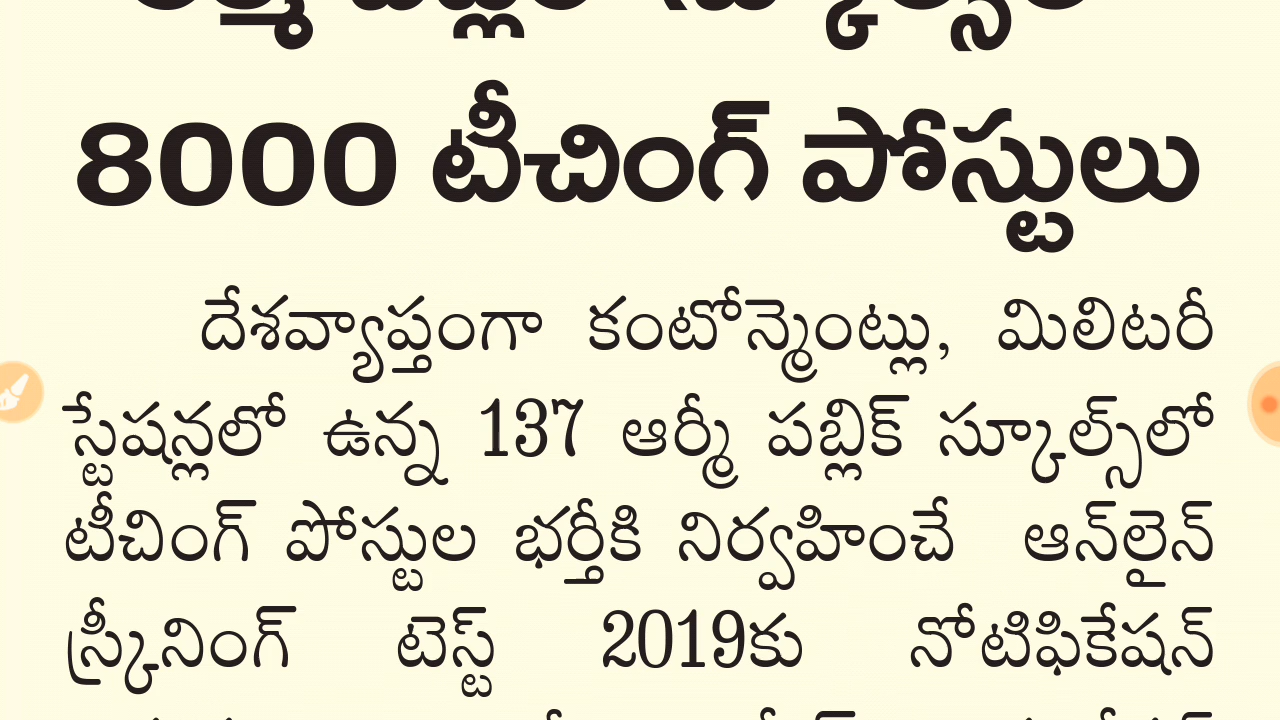 8000 టీచింగ్ పోస్టులు
దేశవ్యాప్తంగా కంటోన్మెంట్లు, మిలిటరీ
స్టేషన్లలో ఉన్న 137 ఆర్మీ పబ్లిక్ స్కూల్స్‌లో
టీచింగ్ పోస్టుల భర్తీకి నిర్వహించే ఆన్‌లైన్
స్క్రీనింగ్ టెస్ట్ 2019కు నోటిఫికేషన్